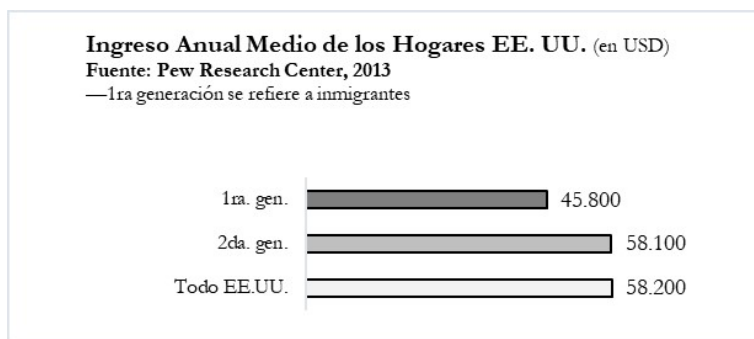 Ingreso Anual Medio de los Hogares EE. UU. (en USD)
Fuente: Pew Research Center, 2013
—1ra generación se refiere a inmigrantes
1ra. gen. 45.800
2da. gen. 58.100
Todo EE.UU. 58.200